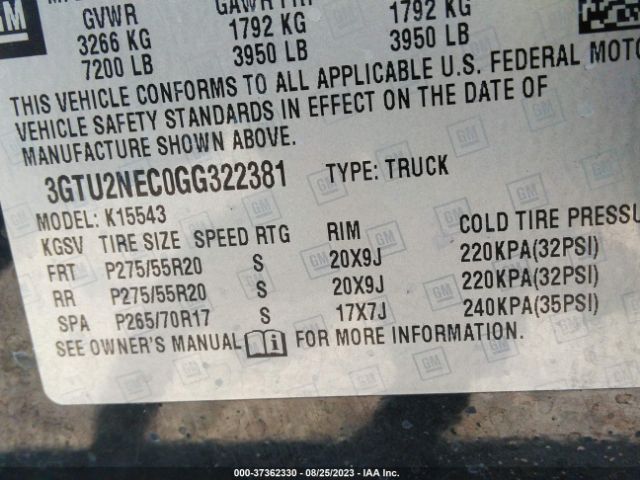 GM GVWR GAWR 
3266 KG 1792 KG 1792 KG
7200 LB 3950 LB 3950 LB
THIS VEHICLE CONFORMS TO ALL APPLICABLE U.S. FEDERAL MOTO
VEHICLE SAFETY STANDARDS IN EFFECT ON THE DATE OF
MANUFACTURE SHOWN ABOVE.
3GTU2NEC0GG322381 TYPE: TRUCK
MODEL: K15543
KGSV TIRE SIZE SPEED RTG RIM COLD TIRE PRESSU
FRT P275/55R20 S 20X9J 220KPA(32PSI)
RR P275/55R20 S 20X9J 220KPA(32PSI)
SPA P265/70R17 S 17X7J 240KPA(35PSI)
SEE OWNER'S MANUAL i FOR MORE INFORMATION.
000-37362330 - 08/25/2023 - IAA Inc.